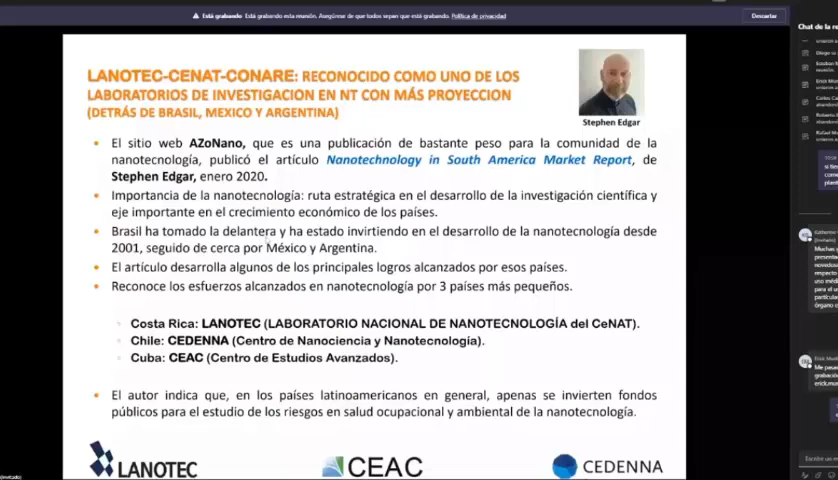 Está grabando Está grabando esta reunión. Asegúrese de que todos sepan que está grabando. Política de privacidad
Descartar
Chat de la re
LANOTEC-CENAT-CONARE: RECONOCIDO COMO UNO DE LOS
LABORATORIOS DE INVESTIGACION EN NT CON MÁS PROYECCION
(DETRÁS DE BRASIL, MEXICO Y ARGENTINA)
Stephen Edgar
• El sitio web AZoNano, que es una publicación de bastante peso para la comunidad de la
nanotecnología, publicó el artículo Nanotechnology in South America Market Report, de
Stephen Edgar, enero 2020.
• Importancia de la nanotecnología: ruta estratégica en el desarrollo de la investigación científica y
eje importante en el crecimiento económico de los países.
• Brasil ha tomado la delantera y ha estado invirtiendo en el desarrollo de la nanotecnología desde
2001, seguido de cerca por México y Argentina.
• El artículo desarrolla algunos de los principales logros alcanzados por esos países.
• Reconoce los esfuerzos alcanzados en nanotecnología por 3 países más pequeños.
Costa Rica: LANOTEC (LABORATORIO NACIONAL DE NANOTECNOLOGÍA del CeNAT).
Chile: CEDENNA (Centro de Nanociencia y Nanotecnología).
Cuba: CEAC (Centro de Estudios Avanzados).
• El autor indica que, en los países latinoamericanos en general, apenas se invierten fondos
públicos para el estudio de los riesgos en salud ocupacional y ambiental de la nanotecnología.
LANOTEC
CEAC
CEDENNA